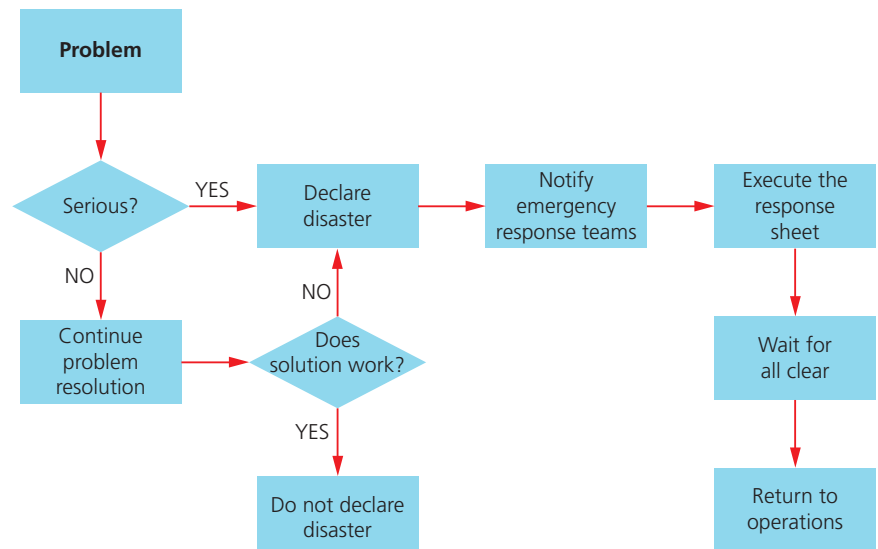 Problem
Serious?
YES
Declare
disaster
Notify
emergency
response teams
Execute the
response
sheet
NO
Continue
problem
resolution
NO
Does
solution work?
YES
Do not declare
disaster
Wait for
all clear
Return to
operations